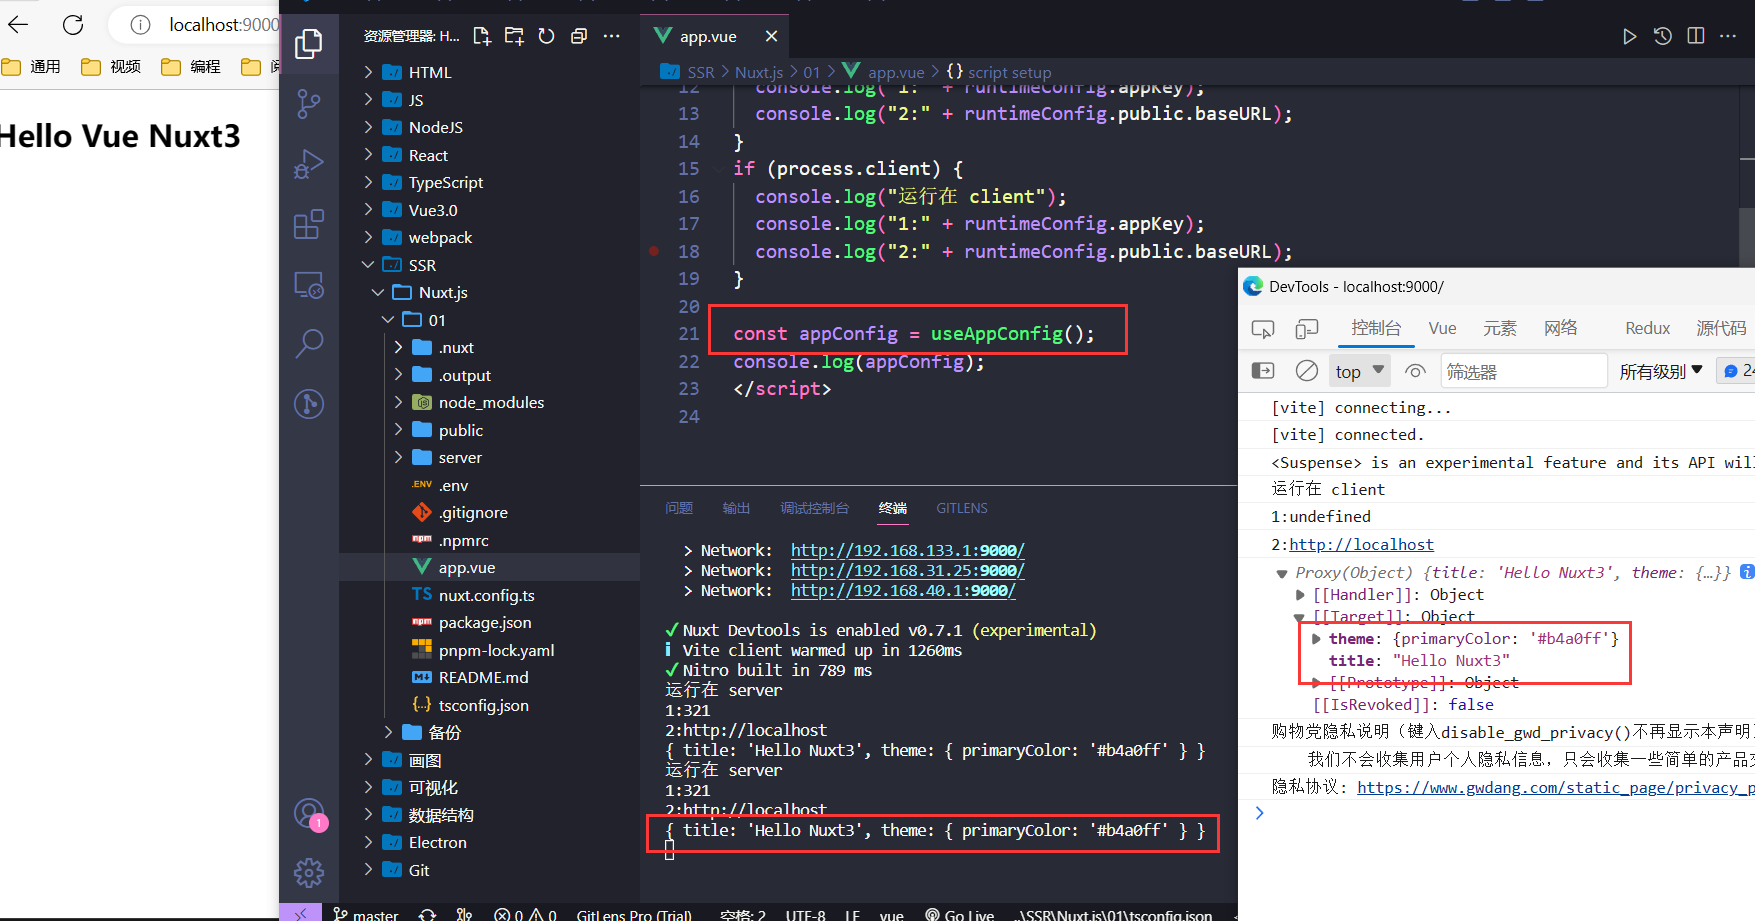 localhost:9000
通用 视频 编程
Hello Vue Nuxt3
资源管理器: H...
HTML
JS
NodeJS
React
TypeScript
Vue3.0
webpack
SSR
Nuxt.js
01
.nuxt
.output
node_modules
public
server
.ENV .env
.gitignore
npm .npmrc
app.vue
TS nuxt.config.ts
npm package.json
pnpm-lock.yaml
README.md
{..} tsconfig.json
备份
画图
可视化
数据结构
Electron
Git
1
app.vue
SSR > Nuxt.js > 01 > app.vue > {} script setup
12 console.log("1:" + runtimeConfig.appKey);
13 console.log("2:" + runtimeConfig.public.baseURL);
14 }
15 if (process.client) {
16 console.log("运行在 client");
17 console.log("1:" + runtimeConfig.appKey);
18 console.log("2:" + runtimeConfig.public.baseURL);
19 }
20
21 const appConfig = useAppConfig();
22 console.log(appConfig);
23 </script>
24
问题 输出 调试控制台 终端 GITLENS
> Network: http://192.168.133.1:9000/
> Network: http://192.168.31.25:9000/
> Network: http://192.168.40.1:9000/
✓ Nuxt Devtools is enabled v0.7.1 (experimental)
i Vite client warmed up in 1260ms
✓ Nitro built in 789 ms
运行在 server
1:321
2:http://localhost
{ title: 'Hello Nuxt3', theme: { primaryColor: '#b4a0ff' } }
运行在 server
1:321
2:http://localhost
{ title: 'Hello Nuxt3', theme: { primaryColor: '#b4a0ff' } }
master 0 0 GitLens Pro (Trial) 空格: 2 UTF-8 LF vue Go Live ..\SSR\Nuxt.js\01\tsconfig.json
DevTools - localhost:9000/
控制台 Vue 元素 网络 Redux 源代码
top 筛选器 所有级别 24
[vite] connecting...
[vite] connected.
<Suspense> is an experimental feature and its API will
运行在 client
1:undefined
2:http://localhost
Proxy(Object) {title: 'Hello Nuxt3', theme: {…}} i
[[Handler]]: Object
[[Target]]: Object
theme: {primaryColor: '#b4a0ff'}
title: "Hello Nuxt3"
[[Prototype]]: Object
[[IsRevoked]]: false
购物党隐私说明（键入disable_gwd_privacy()不再显示本声明
我们不会收集用户个人隐私信息，只会收集一些简单的产品
隐私协议: https://www.gwdang.com/static_page/privacy_p